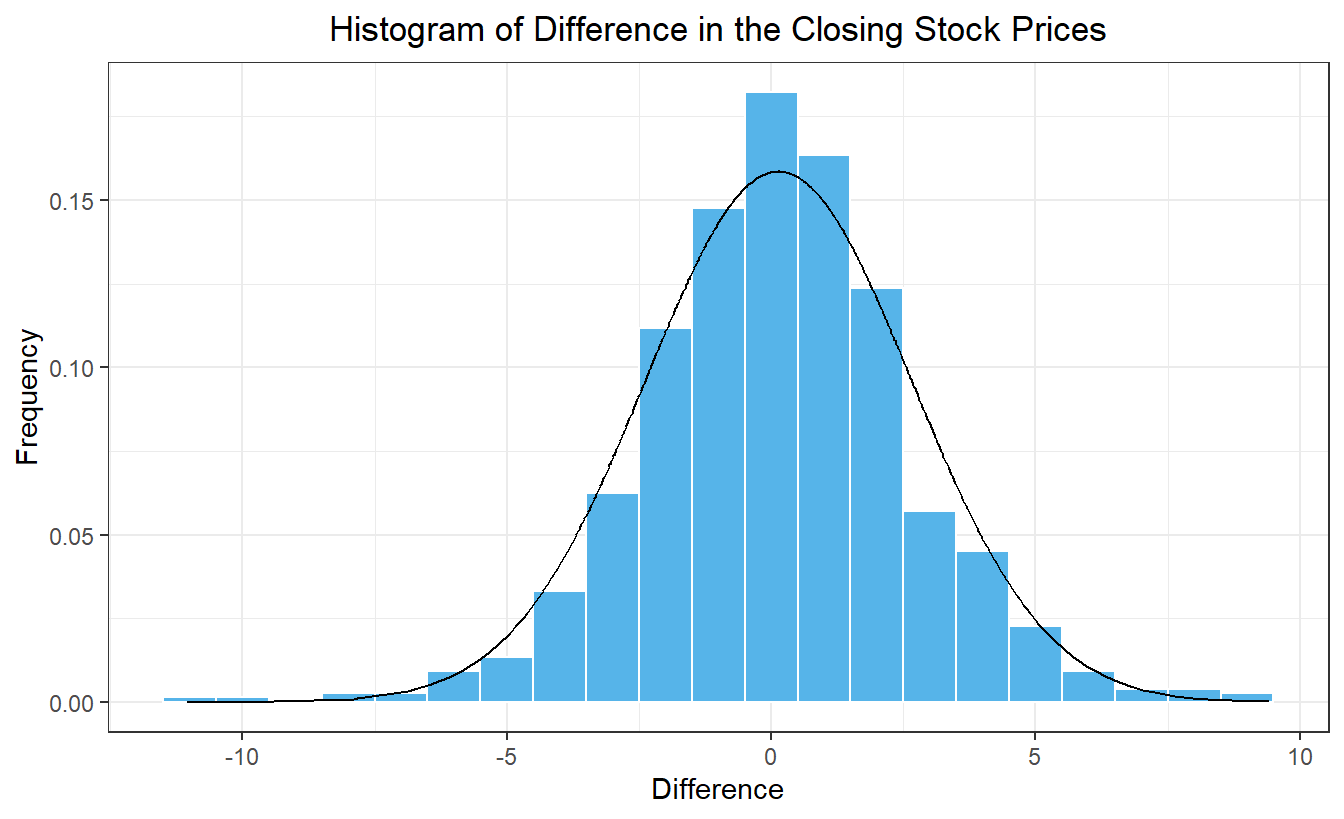 Histogram of Difference in the Closing Stock Prices
Frequency
0.15
0.10
0.05
0.00
-10 -5 0 5 10
Difference